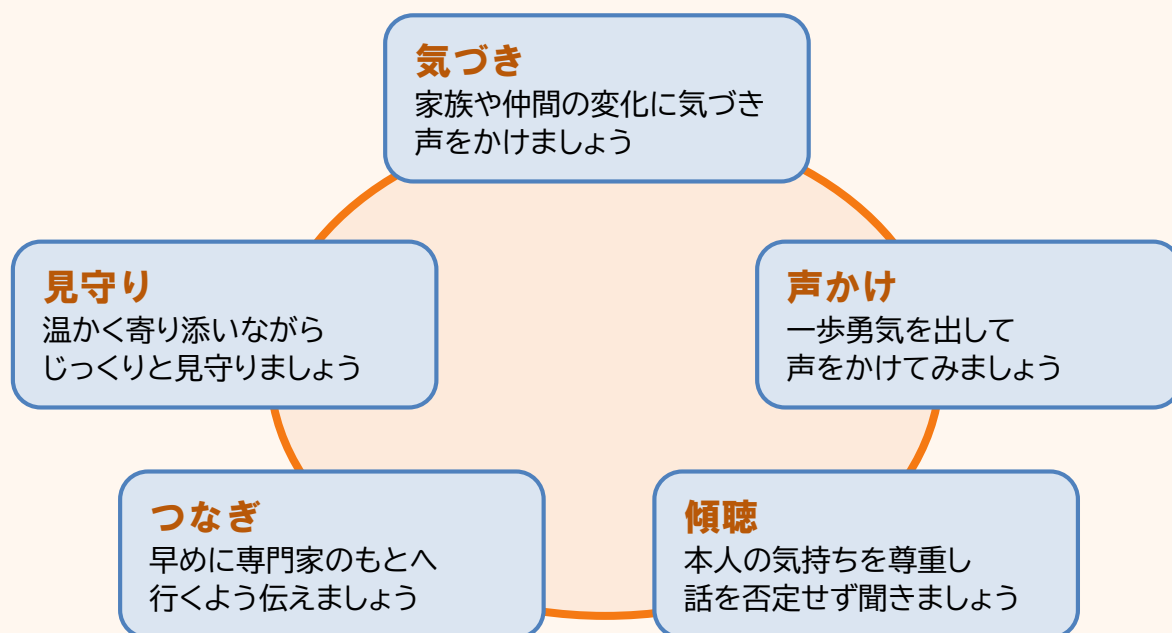 気づき
家族や仲間の変化に気づき
声をかけましょう
声かけ
一歩勇気を出して
声をかけてみましょう
傾聴
本人の気持ちを尊重し
話を否定せず聞きましょう
つなぎ
早めに専門家のもとへ
行くよう伝えましょう
見守り
温かく寄り添いながら
じっくりと見守りましょう